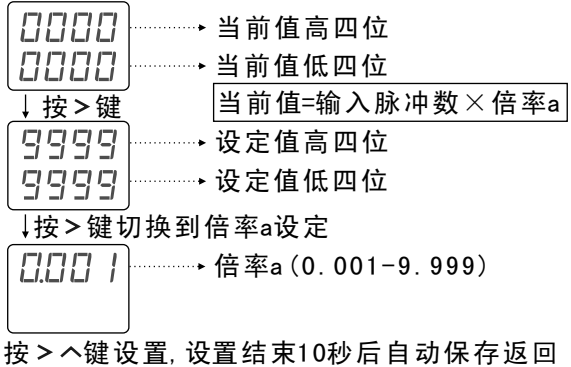 0000 当前值高四位
0000 当前值低四位
↓按>键 当前值=输入脉冲数×倍率a
9999 设定值高四位
9999 设定值低四位
↓按>键切换到倍率a设定
0.001 倍率a(0.001-9.999)
按>∧键设置,设置结束10秒后自动保存返回